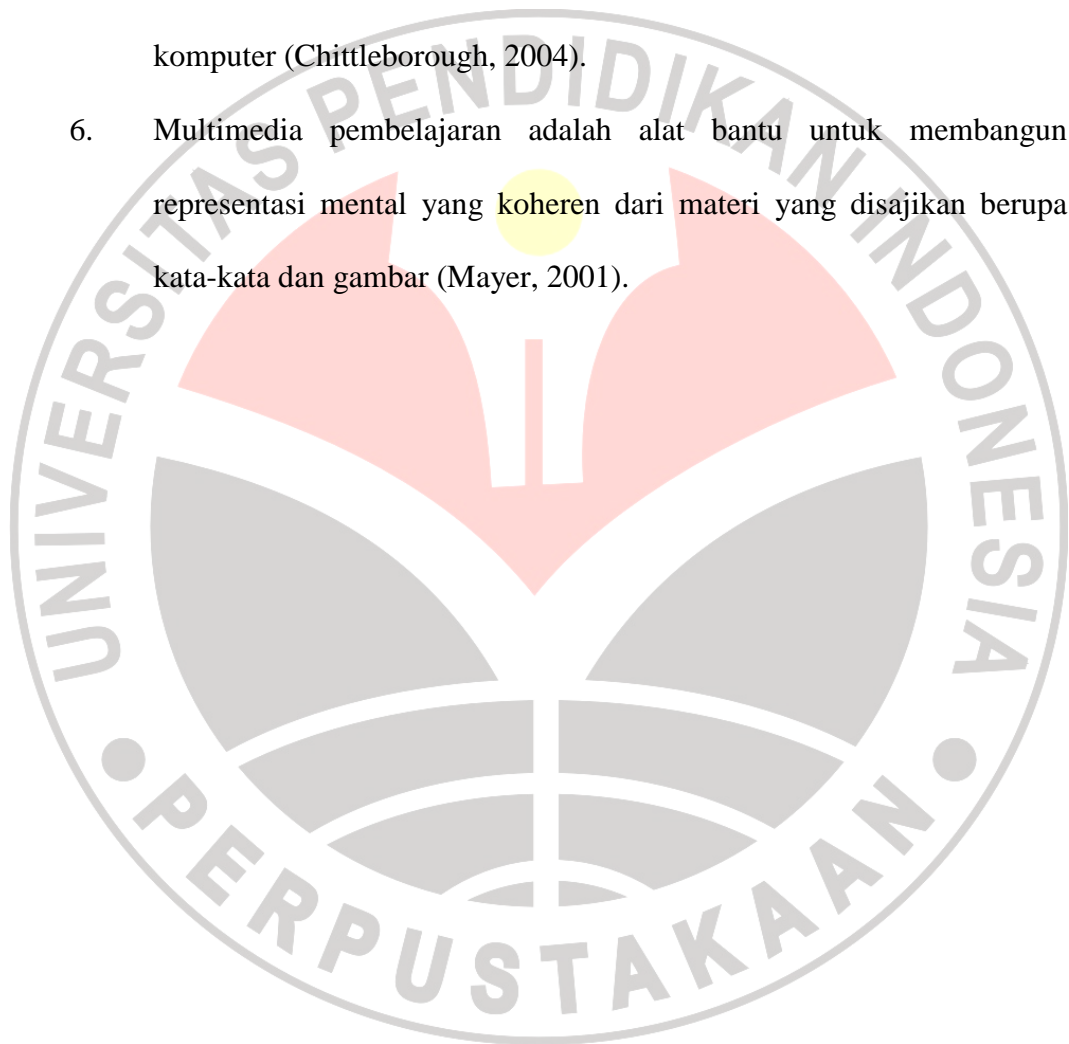 komputer (Chittleborough, 2004).
6. Multimedia pembelajaran adalah alat bantu untuk membangun
representasi mental yang koheren dari materi yang disajikan berupa
kata-kata dan gambar (Mayer, 2001).
UNIVERSITAS PENDIDIKAN INDONESIA
PERPUSTAKAAN